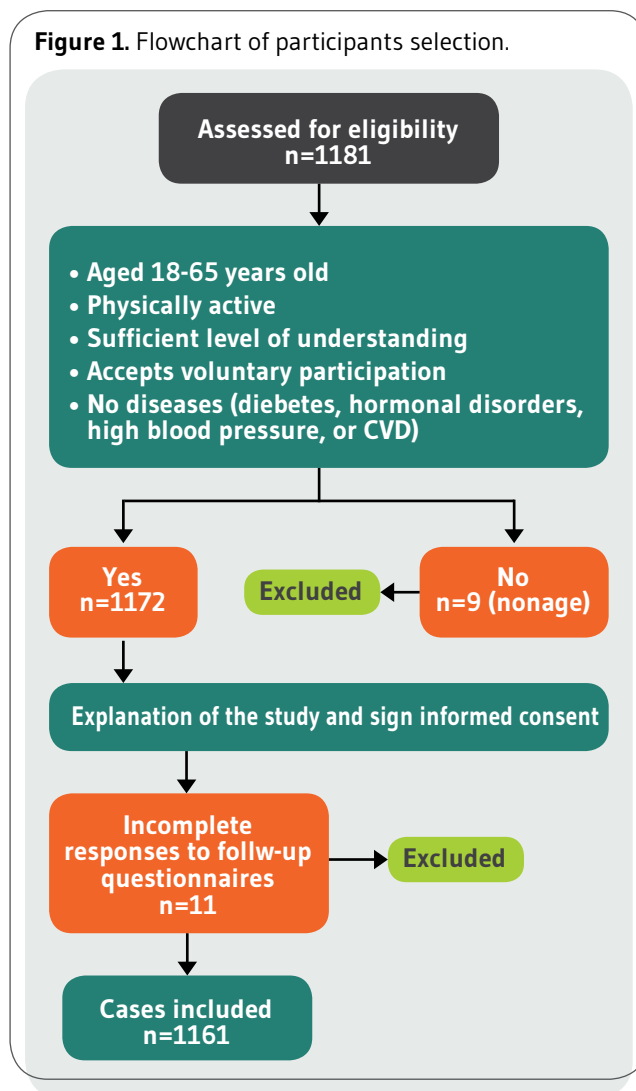 Figure 1. Flowchart of participants selection.
Assessed for eligibility
n=1181
• Aged 18-65 years old
• Physically active
• Sufficient level of understanding
• Accepts voluntary participation
• No diseases (diabetes, hormonal disorders,
high blood pressure, or CVD)
Yes
n=1172
Excluded
No
n=9 (nonage)
Explanation of the study and sign informed consent
Incomplete
responses to follw-up
questionnaires
n=11
Excluded
Cases included
n=1161